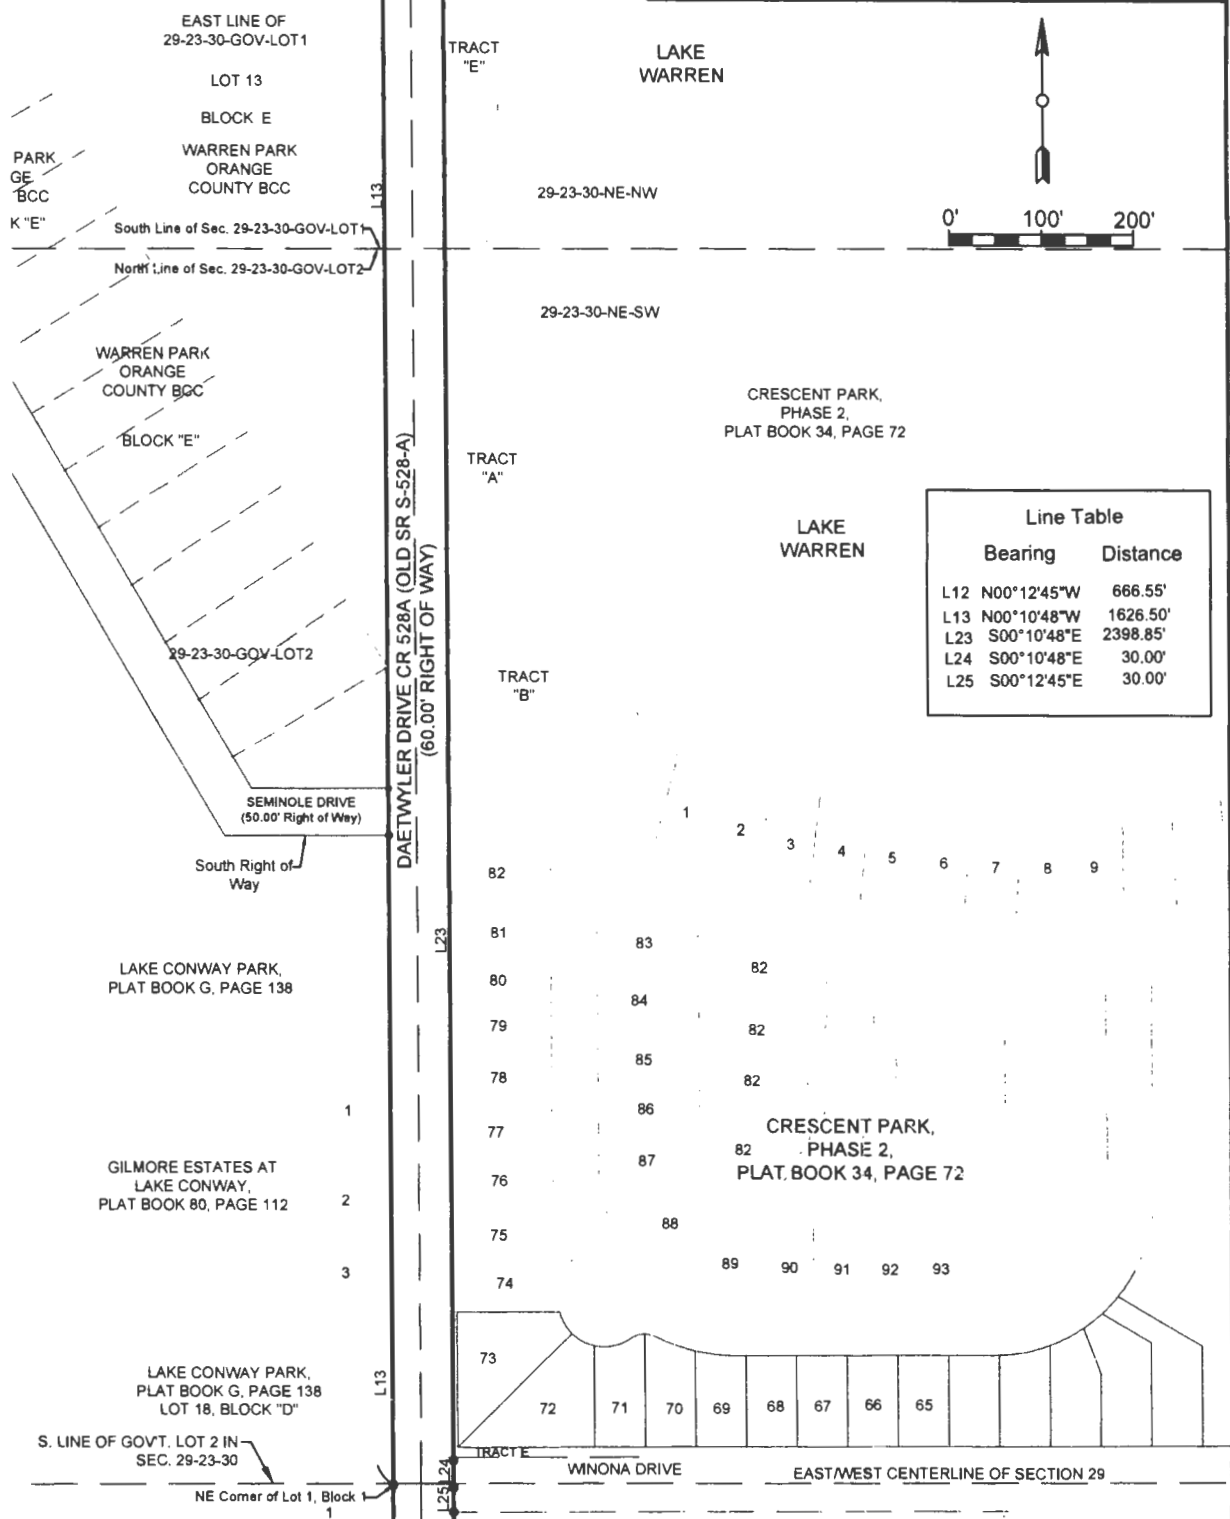 EAST LINE OF
29-23-30-GOV-LOT1
LOT 13
BLOCK E
WARREN PARK
ORANGE
COUNTY BCC
PARK
GE
BCC
K "E"
L13
TRACT
"E"
LAKE
WARREN
29-23-30-NE-NW
0' 100' 200'
South Line of Sec. 29-23-30-GOV-LOT1
North Line of Sec. 29-23-30-GOV-LOT2
29-23-30-NE-SW
WARREN PARK
ORANGE
COUNTY BCC
BLOCK "E"
CRESCENT PARK,
PHASE 2,
PLAT BOOK 34, PAGE 72
TRACT
"A"
LAKE
WARREN
Line Table
Bearing Distance
L12 N00°12'45"W 666.55'
L13 N00°10'48"W 1626.50'
L23 S00°10'48"E 2398.85'
L24 S00°10'48"E 30.00'
L25 S00°12'45"E 30.00'
DAETWYLER DRIVE CR 528A (OLD SR S-528-A)
(60.00' RIGHT OF WAY)
29-23-30-GOV-LOT2
TRACT
"B"
SEMINOLE DRIVE
(50.00' Right of Way)
South Right of
Way
1 2 3 4 5 6 7 8 9
82
81
80
79
78
77
76
75
74
L23
83
84
85
86
87
88
82
82
82
82
LAKE CONWAY PARK,
PLAT BOOK G, PAGE 138
1
GILMORE ESTATES AT
LAKE CONWAY,
PLAT BOOK 80, PAGE 112
2
3
CRESCENT PARK,
PHASE 2,
PLAT BOOK 34, PAGE 72
89 90 91 92 93
73
72 71 70 69 68 67 66 65
LAKE CONWAY PARK,
PLAT BOOK G, PAGE 138
LOT 18, BLOCK "D"
L13
S. LINE OF GOV'T. LOT 2 IN
SEC. 29-23-30
TRACT E
L24
WINONA DRIVE
EAST/WEST CENTERLINE OF SECTION 29
NE Corner of Lot 1, Block 1
1
L25